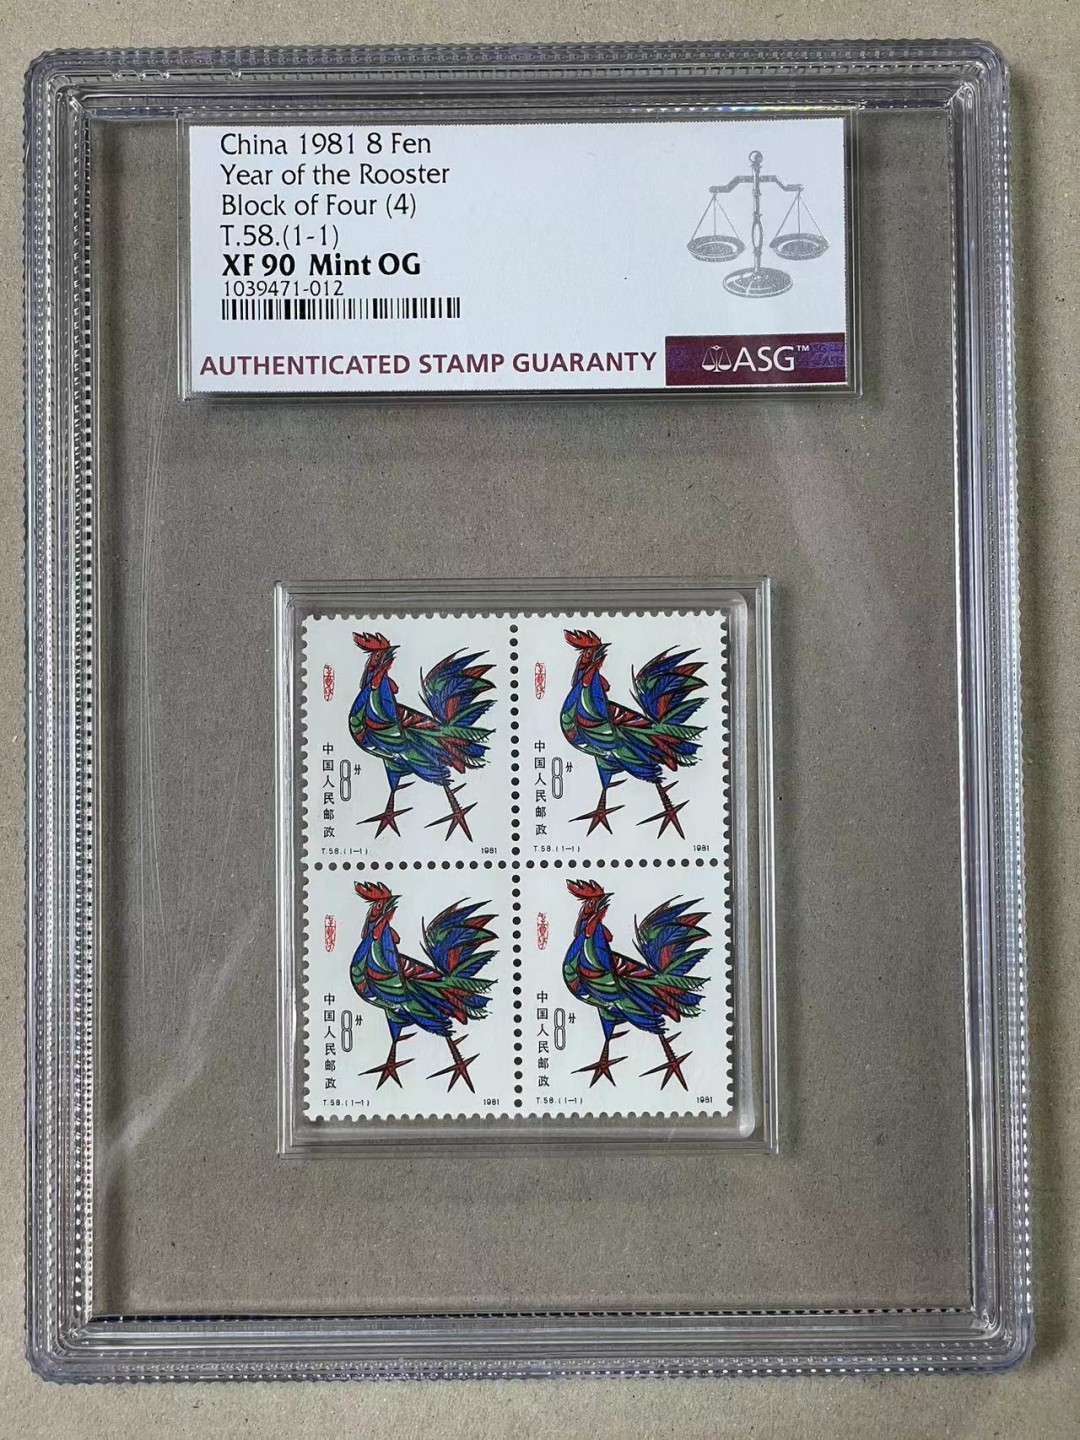 China 1981 8 Fen
Year of the Rooster
Block of Four (4)
T.58.(1-1)
XF 90 Mint OG
1039471-012
AUTHENTICATED STAMP GUARANTY
ASG™
中国人民邮政
8分
T.58.(1—1)
1981
中国人民邮政
8分
T.58.(1—1)
1981
中国人民邮政
8分
T.58.(1—1)
1981
中国人民邮政
8分
T.58.(1—1)
1981